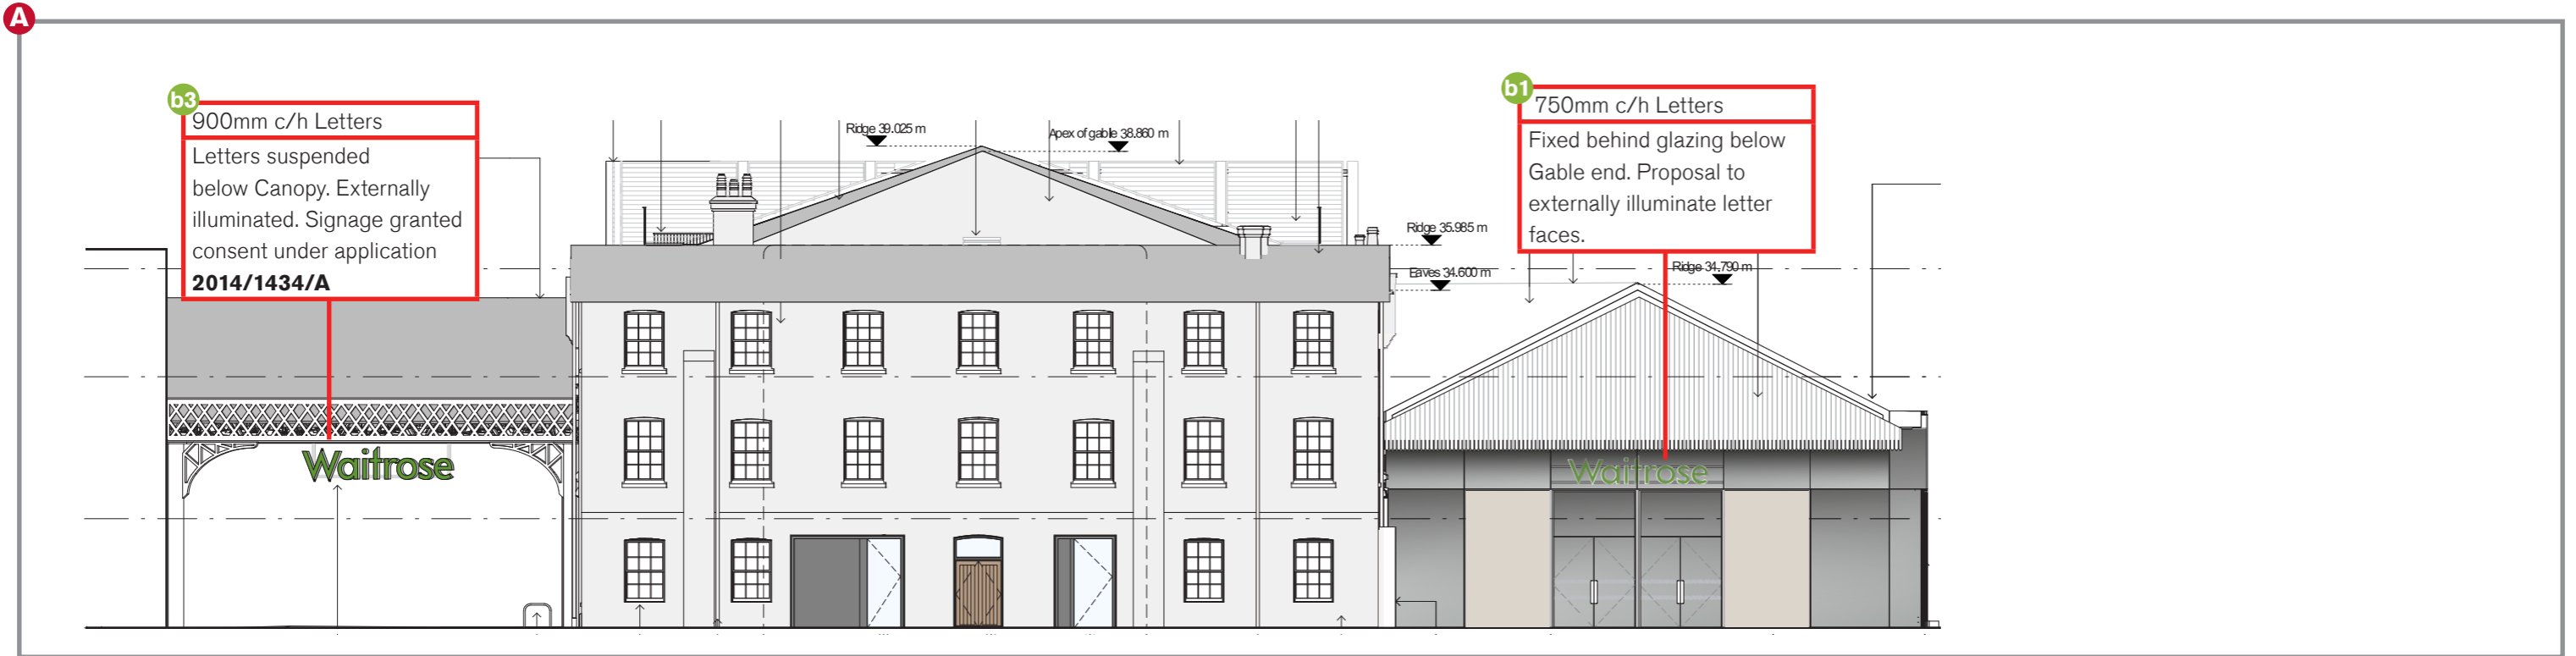 A
b3
900mm c/h Letters
Letters suspended
below Canopy. Externally
illuminated. Signage granted
consent under application
2014/1434/A
Ridge 39.025 m
Apex of gable 38.860 m
b1
750mm c/h Letters
Fixed behind glazing below
Gable end. Proposal to
externally illuminate letter
faces.
Ridge 35.985 m
Eaves 34.600 m
Ridge 34.790 m
Waitrose
Waitrose